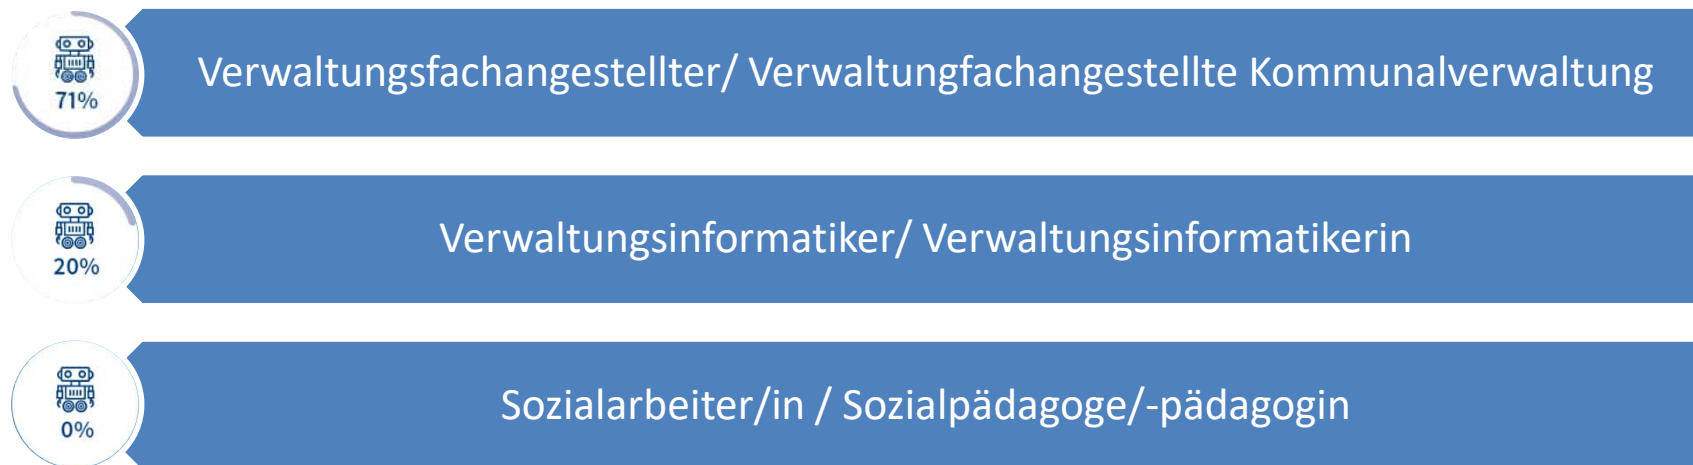 71%
Verwaltungsfachangestellter/ Verwaltungfachangestellte Kommunalverwaltung
20%
Verwaltungsinformatiker/ Verwaltungsinformatikerin
0%
Sozialarbeiter/in / Sozialpädagoge/-pädagogin